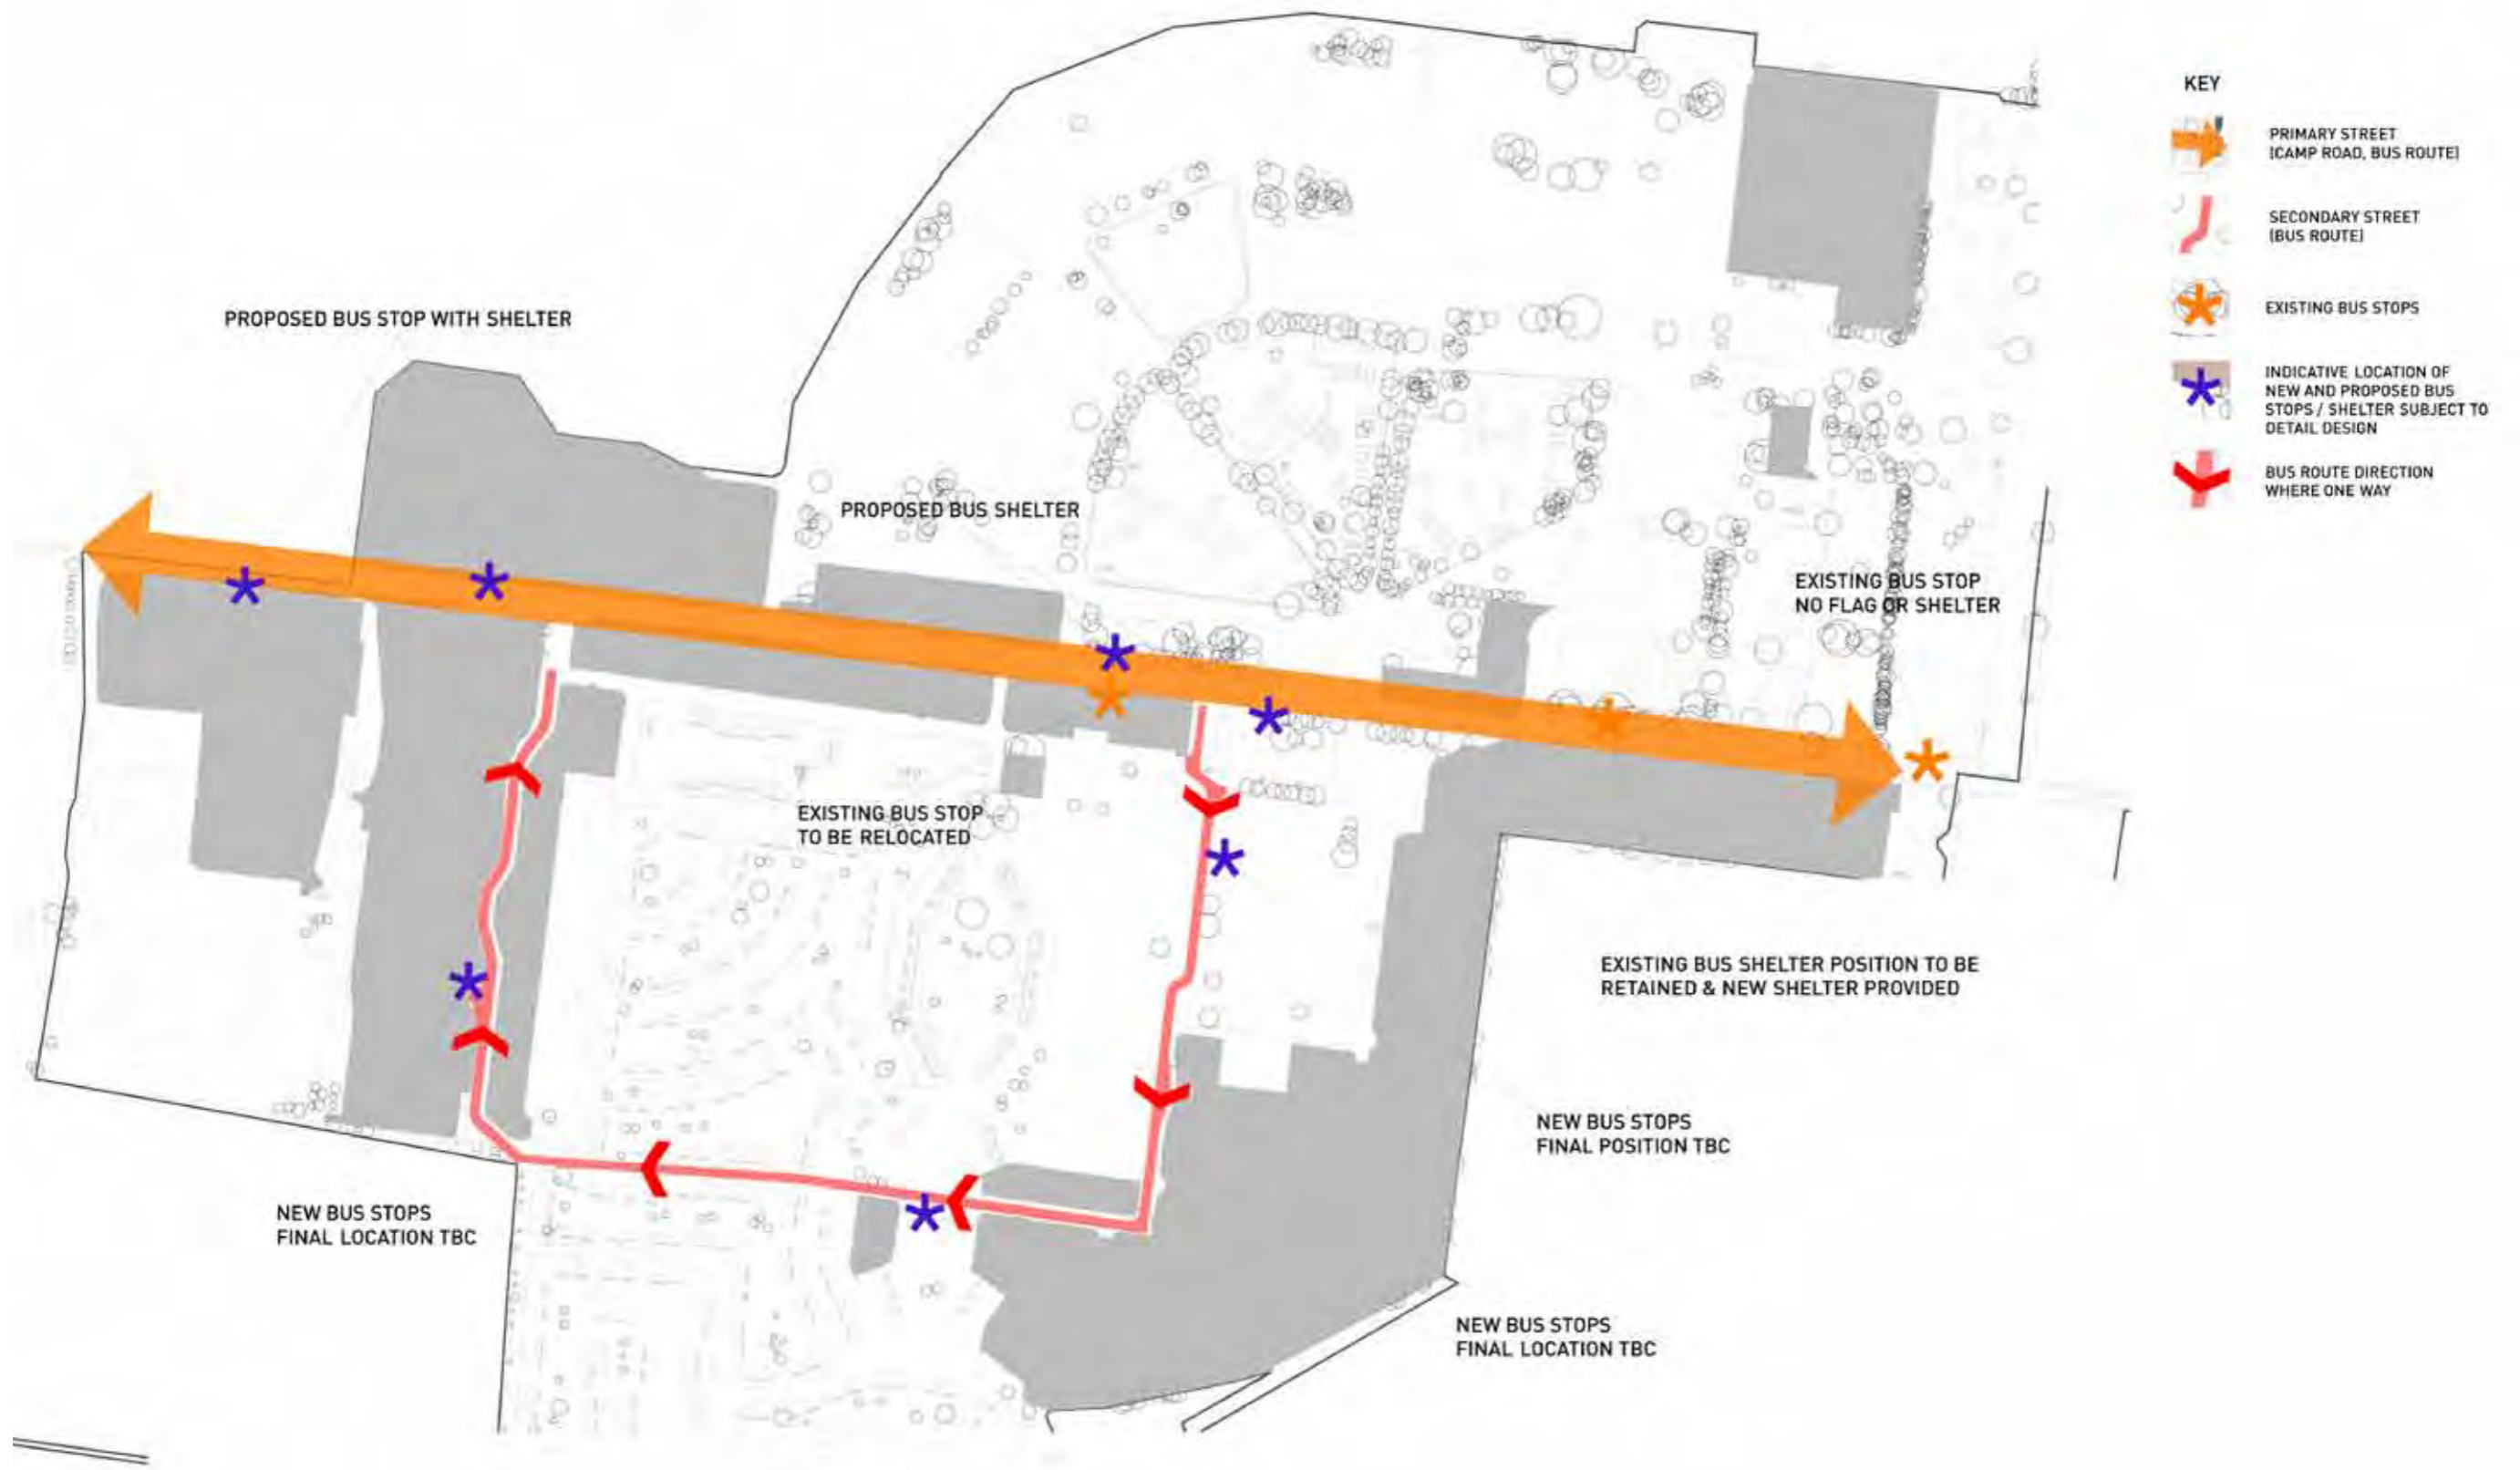 KEY
PRIMARY STREET
[CAMP ROAD, BUS ROUTE]
SECONDARY STREET
[BUS ROUTE]
EXISTING BUS STOPS
INDICATIVE LOCATION OF
NEW AND PROPOSED BUS
STOPS / SHELTER SUBJECT TO
DETAIL DESIGN
BUS ROUTE DIRECTION
WHERE ONE WAY
PROPOSED BUS STOP WITH SHELTER
PROPOSED BUS SHELTER
EXISTING BUS STOP
NO FLAG OR SHELTER
EXISTING BUS STOP
TO BE RELOCATED
EXISTING BUS SHELTER POSITION TO BE
RETAINED & NEW SHELTER PROVIDED
NEW BUS STOPS
FINAL POSITION TBC
NEW BUS STOPS
FINAL LOCATION TBC
NEW BUS STOPS
FINAL LOCATION TBC